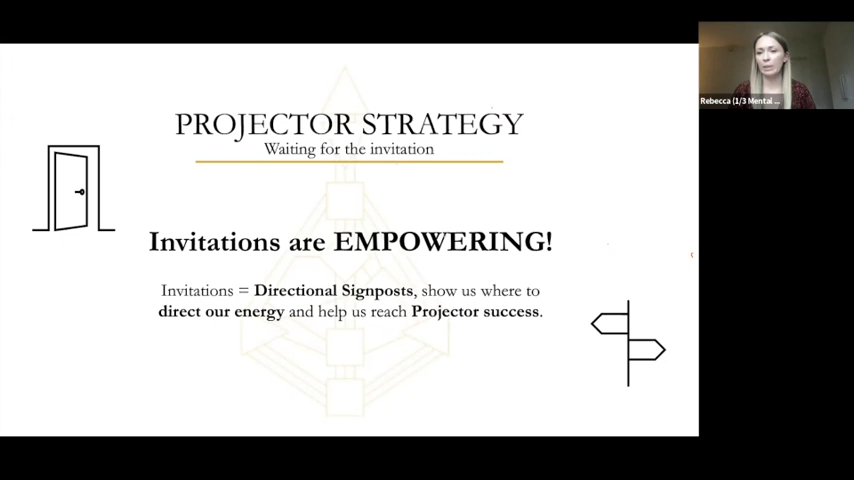 PROJECTOR STRATEGY
Waiting for the invitation
Invitations are EMPOWERING!
Invitations = Directional Signposts, show us where to
direct our energy and help us reach Projector success.
Rebecca (1/3 Mental ...